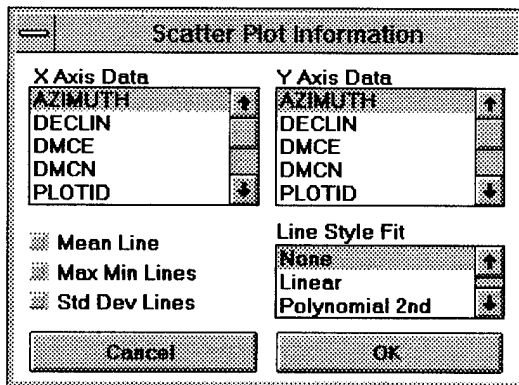 Scatter Plot Information
X Axis Data
AZIMUTH
DECLIN
DMCE
DMCN
PLOTID
Y Axis Data
AZIMUTH
DECLIN
DMCE
DMCN
PLOTID
Mean Line
Max Min Lines
Std Dev Lines
Line Style Fit
None
Linear
Polynomial 2nd
Cancel
OK